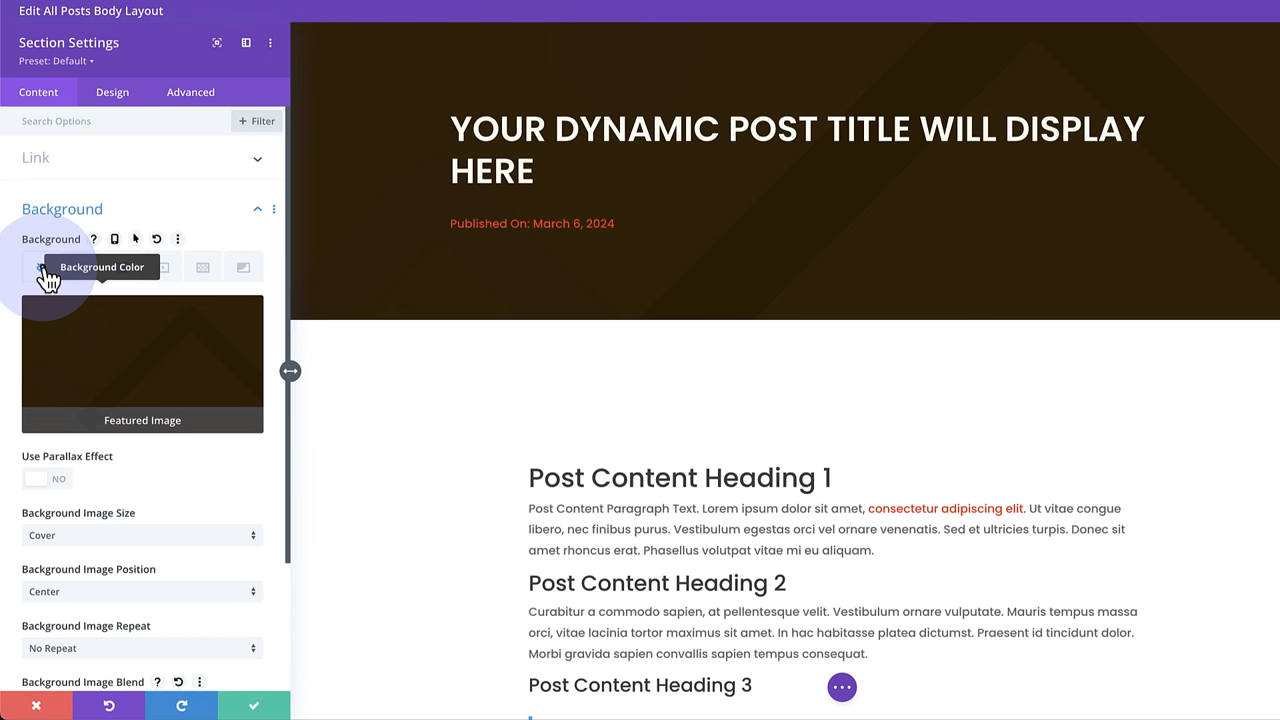 Edit All Posts Body Layout
Section Settings
Preset: Default
Content
Design
Advanced
Search Options
+ Filter
Link
Background
Background ?
Background Color
Featured Image
Use Parallax Effect
NO
Background Image Size
Cover
Background Image Position
Center
Background Image Repeat
No Repeat
Background Image Blend ?
YOUR DYNAMIC POST TITLE WILL DISPLAY
HERE
Published On: March 6, 2024
Post Content Heading 1
Post Content Paragraph Text. Lorem ipsum dolor sit amet, consectetur adipiscing elit. Ut vitae congue
libero, nec finibus purus. Vestibulum egestas orci vel ornare venenatis. Sed et ultricies turpis. Donec sit
amet rhoncus erat. Phasellus volutpat vitae mi eu aliquam.
Post Content Heading 2
Curabitur a commodo sapien, at pellentesque velit. Vestibulum ornare vulputate. Mauris tempus massa
orci, vitae lacinia tortor maximus sit amet. In hac habitasse platea dictumst. Praesent id tincidunt dolor.
Morbi gravida sapien convallis sapien tempus consequat.
Post Content Heading 3